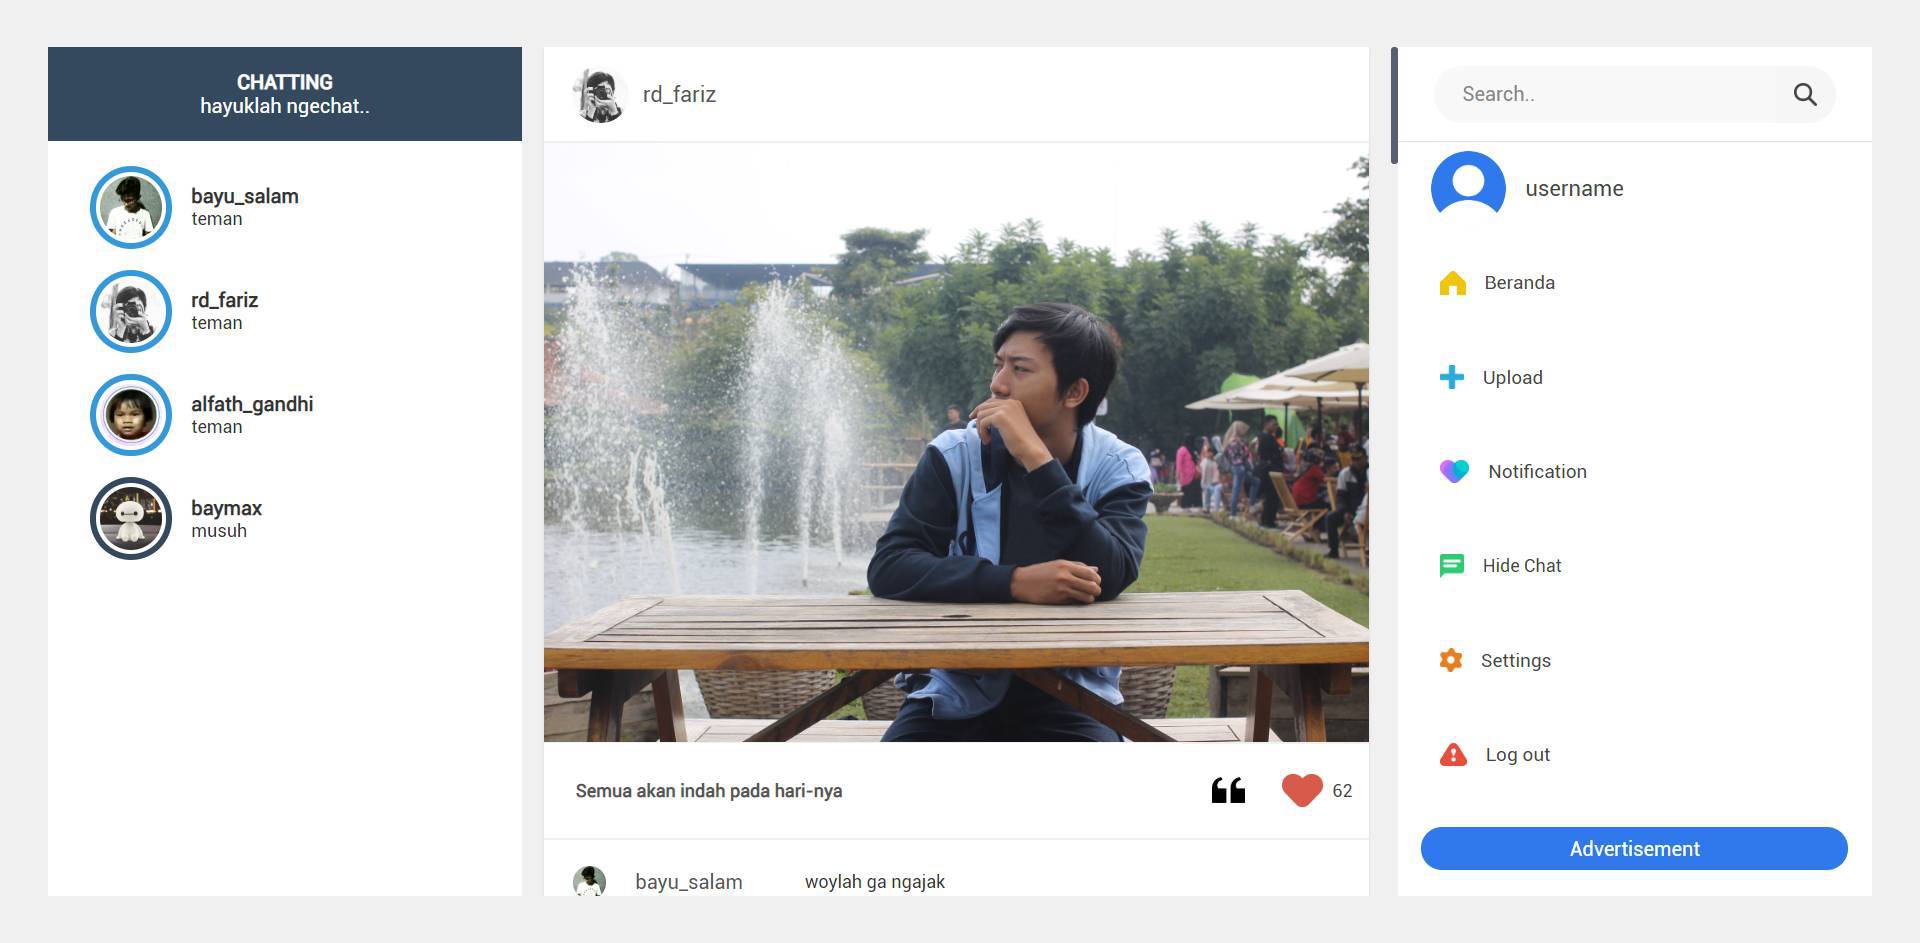 CHATTING
hayuklah ngechat..
bayu_salam
teman
rd_fariz
teman
alfath_gandhi
teman
baymax
musuh
rd_fariz
Semua akan indah pada hari-nya
62
bayu_salam
woylah ga ngajak
Search..
username
Beranda
Upload
Notification
Hide Chat
Settings
Log out
Advertisement